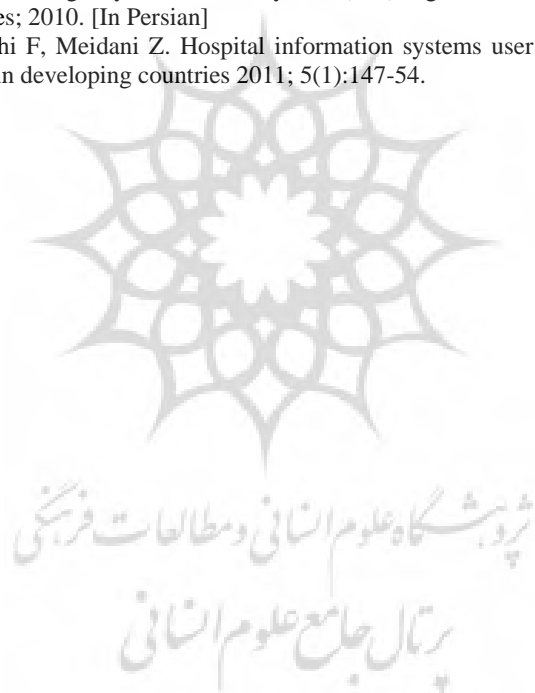 es; 2010. [In Persian]
hi F, Meidani Z. Hospital information systems user
in developing countries 2011; 5(1):147-54.
پژوهشگاه علوم انسانی و مطالعات فرهنگی
پرتال جامع علوم انسانی